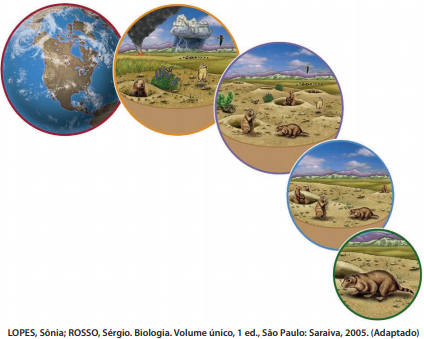 LOPES, Sônia; ROSSO, Sérgio. Biologia. Volume único, 1 ed., São Paulo: Saraiva, 2005. (Adaptado)